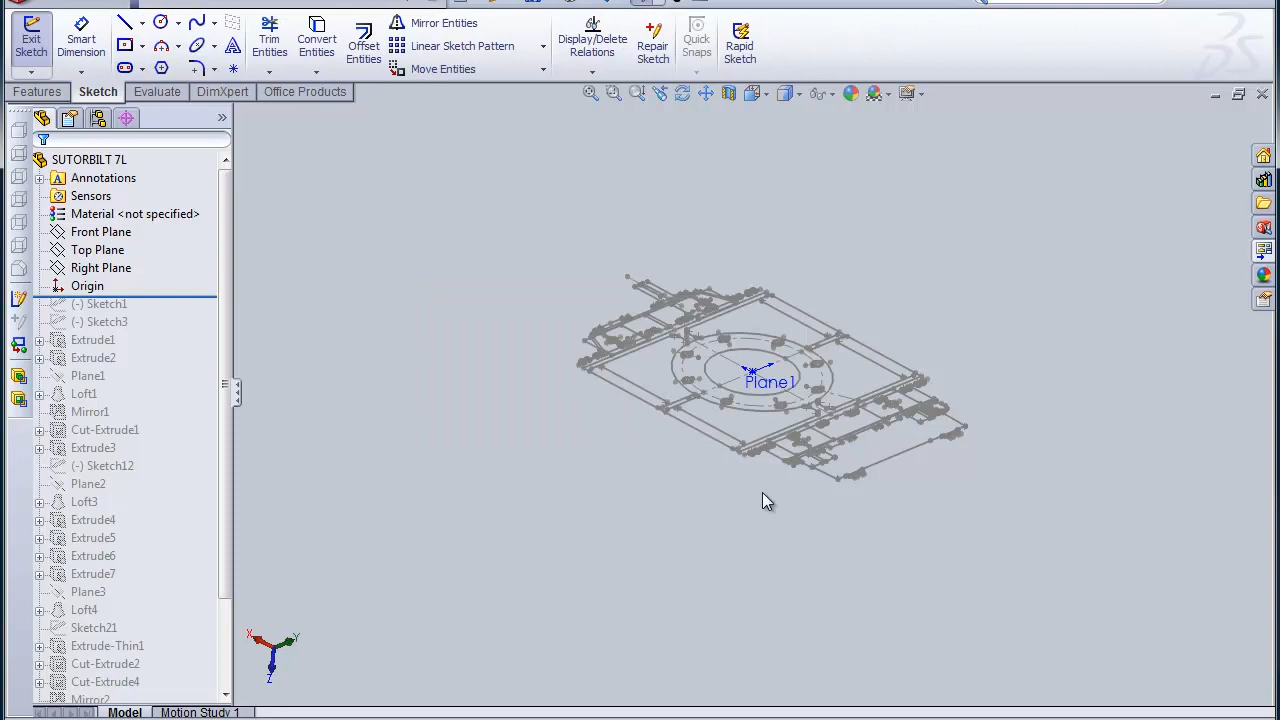 Exit Sketch
Smart Dimension
Trim Entities
Convert Entities
Offset Entities
Mirror Entities
Linear Sketch Pattern
Move Entities
Display/Delete Relations
Repair Sketch
Quick Snaps
Rapid Sketch
Features
Sketch
Evaluate
DimXpert
Office Products
SUTORBILT 7L
Annotations
Sensors
Material <not specified>
Front Plane
Top Plane
Right Plane
Origin
(-) Sketch1
(-) Sketch3
Extrude1
Extrude2
Plane1
Loft1
Mirror1
Cut-Extrude1
Extrude3
(-) Sketch12
Plane2
Loft3
Extrude4
Extrude5
Extrude6
Extrude7
Plane3
Loft4
Sketch21
Extrude-Thin1
Cut-Extrude2
Cut-Extrude4
Mirror2
Plane1
X
Y
Z
Model
Motion Study 1